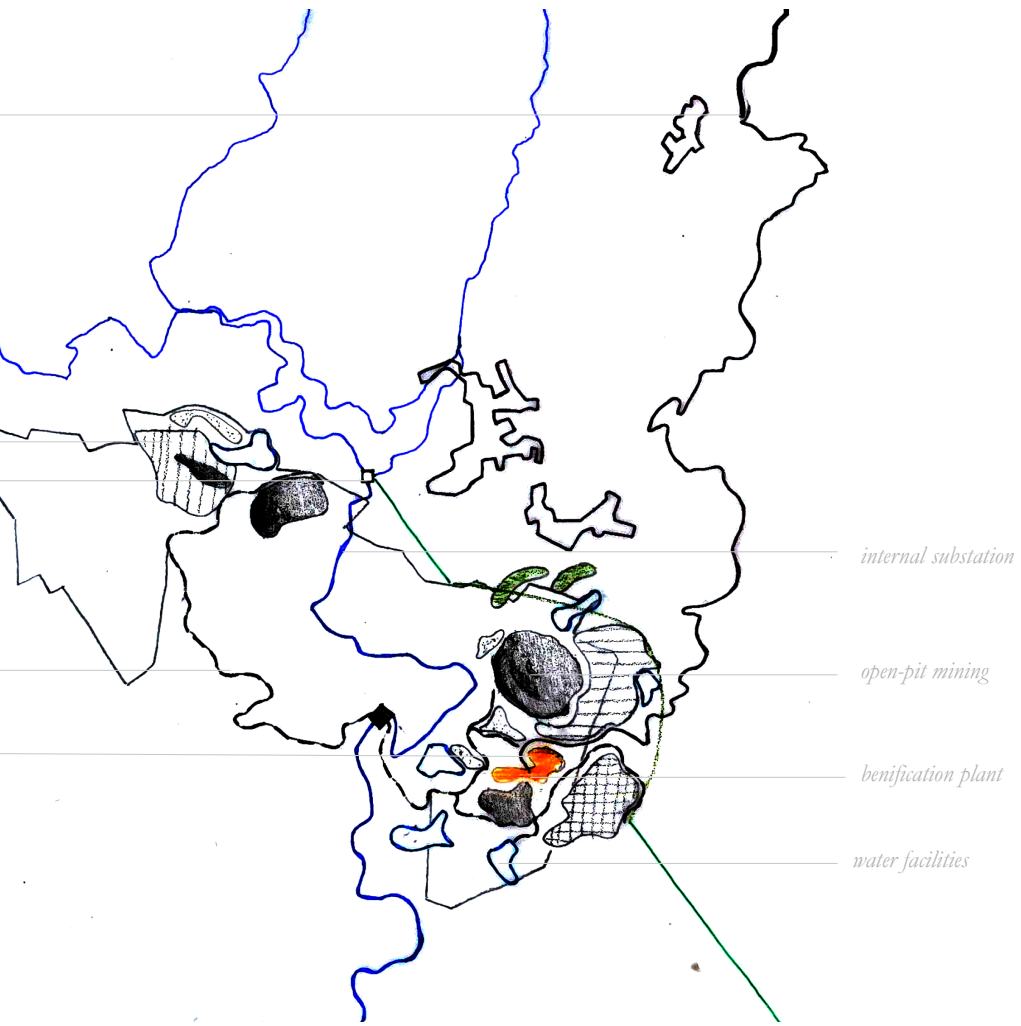 internal substation
open-pit mining
benification plant
water facilities